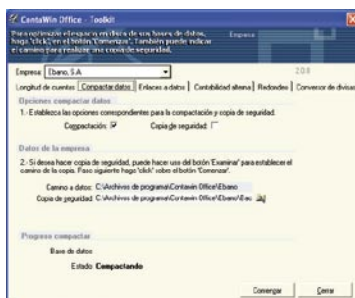 ContaWin Office - Toolkit
Para optimizar el espacio en disco de sus bases de datos,
haga 'click' en el botón 'Comenzar'. También puede indicar
el camino para realizar una copia de seguridad.
Empresa
Empresa: Ebano, S.A.
2.0.8
Longitud de cuentas | Compactar datos | Enlaces a datos | Contabilidad alterna | Redondeo | Conversor de divisa
Opciones compactar datos
1.- Establezca las opciones correspondientes para la compactación y copia de seguridad.
Compactación: Copia de seguridad:
Datos de la empresa
2.- Si desea hacer copia de seguridad, puede hacer uso del botón 'Examinar' para establecer el
camino de la copia. Paso siguiente haga 'click' sobre el botón 'Comenzar'.
Camino a datos: C:\Archivos de programa\Contawin Office\Ebano
Copia de seguridad: C:\Archivos de programa\Contawin Office\Ebano\
Progreso compactar
Base de datos
Estado Compactando
Comenzar Cerrar